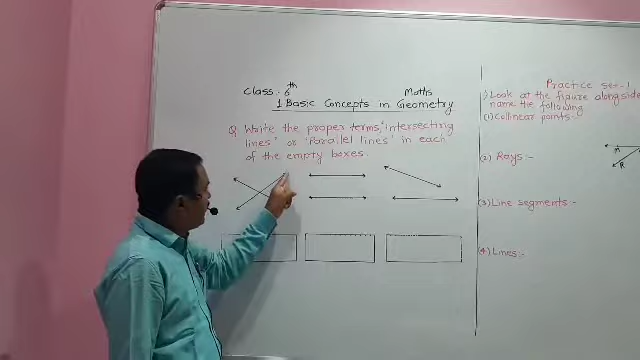 Class:- 6th Maths
1 Basic Concepts in Geometry
Q Write the proper terms, 'intersecting
lines' or 'Parallel lines' in each
of the empty boxes.
Practice set-1
1) Look at the figure alongside
name the following
(1) Collinear points:-
(2) Rays:-
(3) Line segments:-
(4) Lines:-
M
R